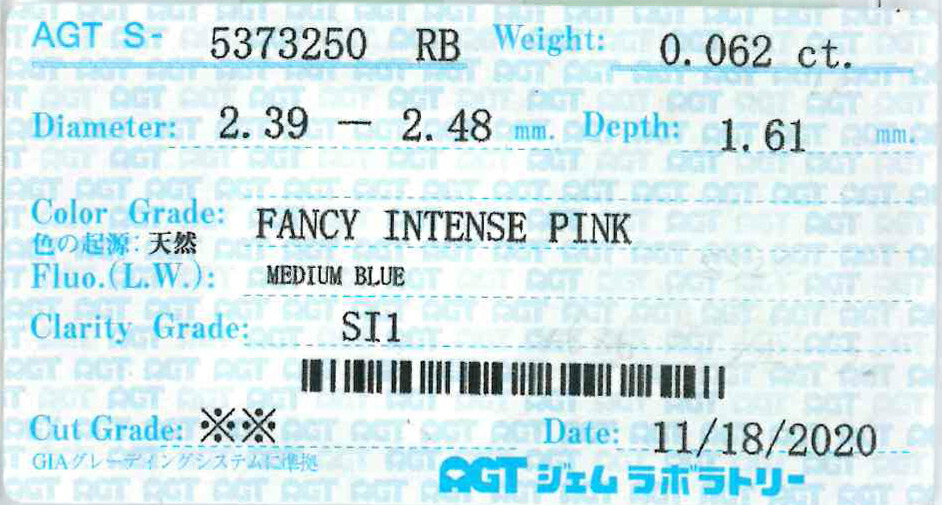 AGT S- 5373250 RB Weight: 0.062 ct.
Diameter: 2.39 － 2.48 mm. Depth: 1.61 mm.
Color Grade: FANCY INTENSE PINK
色の起源: 天然
Fluo.(L.W.): MEDIUM BLUE
Clarity Grade: SI1
Cut Grade: ※※ Date: 11/18/2020
GIAグレーディングシステムに準拠
AGT ジェムラボラトリー